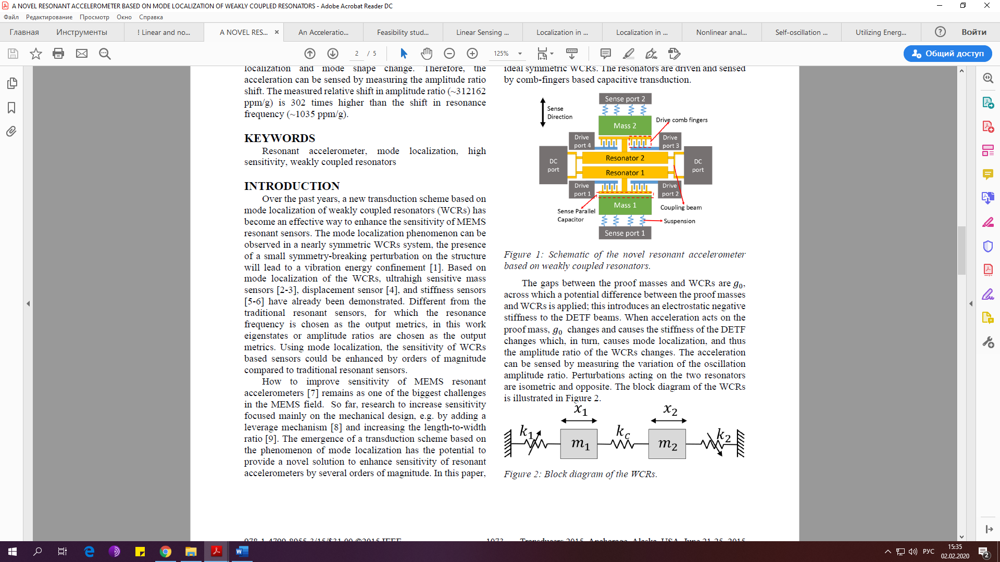 A NOVEL RESONANT ACCELEROMETER BASED ON MODE LOCALIZATION OF WEAKLY COUPLED RESONATORS - Adobe Acrobat Reader DC
Файл Редактирование Просмотр Окно Справка
Главная Инструменты ! Linear and no... A NOVEL RES... × An Acceleratio... Feasibility stud... Linear Sensing ... Localization in ... Localization in ... Nonlinear anal... Self-oscillation ... Utilizing Energ... Войти
2 / 5 125% Общий доступ
localization and mode shape change. Therefore, the
acceleration can be sensed by measuring the amplitude ratio
shift. The measured relative shift in amplitude ratio (~312162
ppm/g) is 302 times higher than the shift in resonance
frequency (~1035 ppm/g).
KEYWORDS
Resonant accelerometer, mode localization, high
sensitivity, weakly coupled resonators
INTRODUCTION
Over the past years, a new transduction scheme based on
mode localization of weakly coupled resonators (WCRs) has
become an effective way to enhance the sensitivity of MEMS
resonant sensors. The mode localization phenomenon can be
observed in a nearly symmetric WCRs system, the presence
of a small symmetry-breaking perturbation on the structure
will lead to a vibration energy confinement [1]. Based on
mode localization of the WCRs, ultrahigh sensitive mass
sensors [2-3], displacement sensor [4], and stiffness sensors
[5-6] have already been demonstrated. Different from the
traditional resonant sensors, for which the resonance
frequency is chosen as the output metrics, in this work
eigenstates or amplitude ratios are chosen as the output
metrics. Using mode localization, the sensitivity of WCRs
based sensors could be enhanced by orders of magnitude
compared to traditional resonant sensors.
How to improve sensitivity of MEMS resonant
accelerometers [7] remains as one of the biggest challenges
in the MEMS field. So far, research to increase sensitivity
focused mainly on the mechanical design, e.g. by adding a
leverage mechanism [8] and increasing the length-to-width
ratio [9]. The emergence of a transduction scheme based on
the phenomenon of mode localization has the potential to
provide a novel solution to enhance sensitivity of resonant
accelerometers by several orders of magnitude. In this paper,
ideal symmetric WCRs. The resonators are driven and sensed
by comb-fingers based capacitive transduction.
Sense port 2
Sense
Direction
Mass 2
Drive comb fingers
Drive
port 4
Drive
port 3
DC
port
Resonator 2
DC
port
Resonator 1
Drive
port 1
Drive
port 2
Mass 1
Sense Parallel
Capacitor
Coupling beam
Suspension
Sense port 1
Figure 1: Schematic of the novel resonant accelerometer
based on weakly coupled resonators.
The gaps between the proof masses and WCRs are g₀,
across which a potential difference between the proof masses
and WCRs is applied; this introduces an electrostatic negative
stiffness to the DETF beams. When acceleration acts on the
proof mass, g₀ changes and causes the stiffness of the DETF
changes which, in turn, causes mode localization, and thus
the amplitude ratio of the WCRs changes. The acceleration
can be sensed by measuring the variation of the oscillation
amplitude ratio. Perturbations acting on the two resonators
are isometric and opposite. The block diagram of the WCRs
is illustrated in Figure 2.
x₁ x₂
k₁ m₁ k꜀ m₂ k₂
Figure 2: Block diagram of the WCRs.
978-1-4799-8955-3/15/$31.00 ©2015 IEEE 1073 Transducers 2015, Anchorage, Alaska, USA, June 21-25, 2015
РУС 15:35
02.02.2020
2